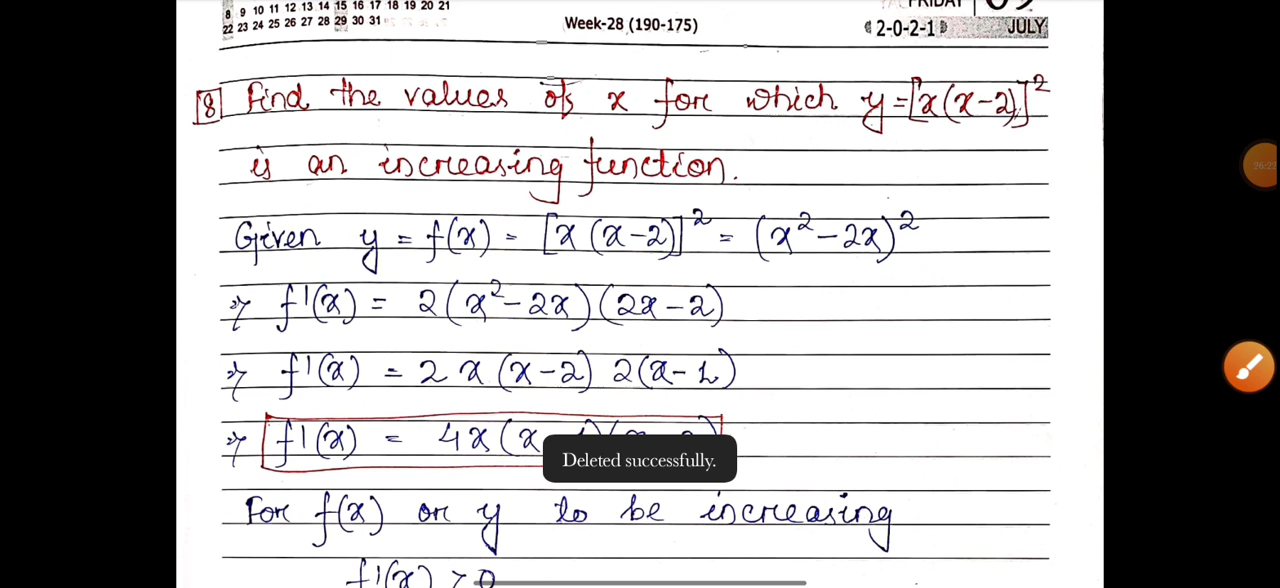 8 9 10 11 12 13 14 15 16 17 18 19 20 21
22 23 24 25 26 27 28 29 30 31
Week-28 (190-175)
FRIDAY
2-0-2-1
JULY
8 Find the values of x for which y=[x(x-2)]²
is an increasing function.
Given y = f(x) = [x(x-2)]² = (x²-2x)²
⇒ f'(x) = 2(x²-2x)(2x-2)
⇒ f'(x) = 2x(x-2) 2(x-1)
⇒ f'(x) = 4x(x
Deleted successfully.
For f(x) or y to be increasing
f'(x) > 0